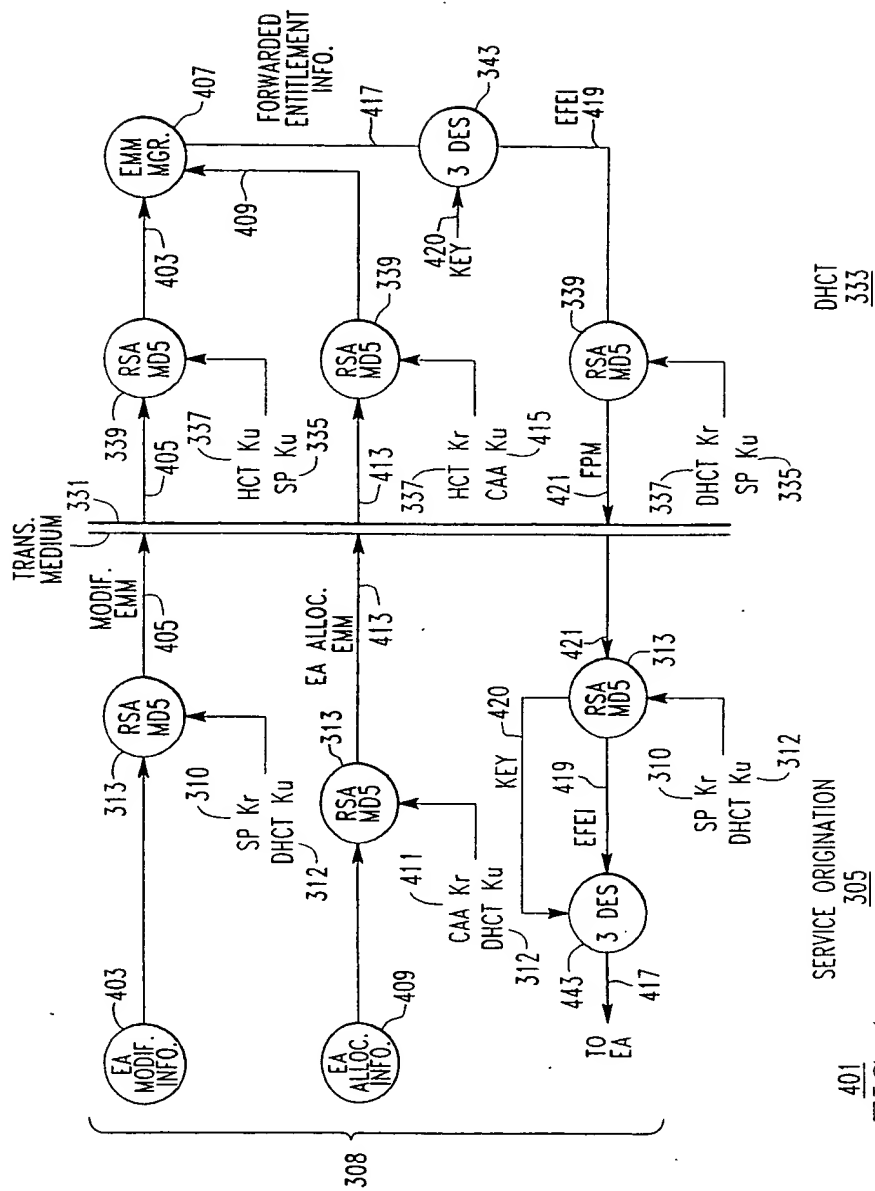 TRANS.
MEDIUM 331
EA
MODIF.
INFO.
403
RSA
MD5
313
MODIF.
EMM
405
405
RSA
MD5
339
403
EMM
MGR.
407
310
SP Kr
DHCT Ku
312
337
HCT Ku
SP Ku
335
409
FORWARDED
ENTITLEMENT
INFO.
417
308
EA
ALLOC.
INFO.
409
RSA
MD5
313
EA ALLOC.
EMM
413
413
RSA
MD5
339
411
CAA Kr
DHCT Ku
312
337
HCT Kr
CAA Ku
415
420
KEY
3 DES
343
EFEI
419
TO
EA
417
3 DES
443
KEY
420
EFEI
419
RSA
MD5
313
421
421
FPM
RSA
MD5
339
310
SP Kr
DHCT Ku
312
337
DHCT Kr
SP Ku
335
SERVICE ORIGINATION
305
DHCT
333
401